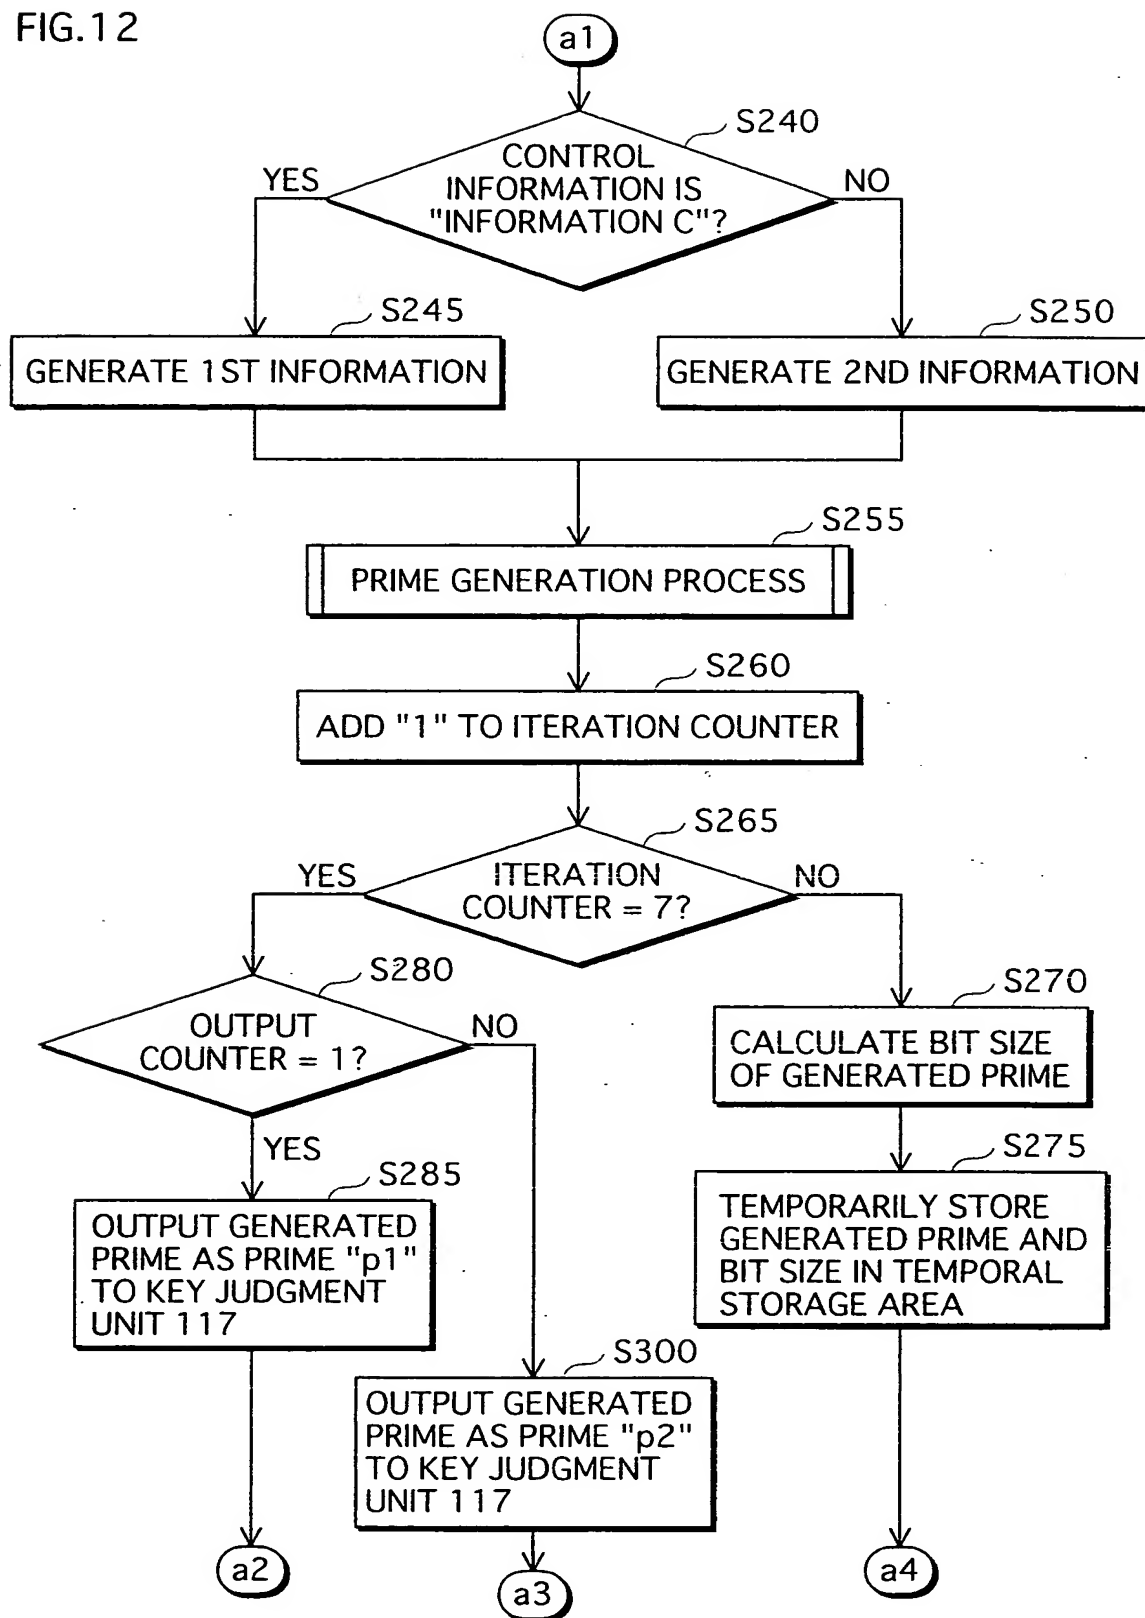 FIG.12
a1
S240
CONTROL
INFORMATION IS
"INFORMATION C"?
YES
NO
S245
GENERATE 1ST INFORMATION
S250
GENERATE 2ND INFORMATION
S255
PRIME GENERATION PROCESS
S260
ADD "1" TO ITERATION COUNTER
S265
ITERATION
COUNTER = 7?
YES
NO
S280
OUTPUT
COUNTER = 1?
NO
YES
S270
CALCULATE BIT SIZE
OF GENERATED PRIME
S275
TEMPORARILY STORE
GENERATED PRIME AND
BIT SIZE IN TEMPORAL
STORAGE AREA
S285
OUTPUT GENERATED
PRIME AS PRIME "p1"
TO KEY JUDGMENT
UNIT 117
S300
OUTPUT GENERATED
PRIME AS PRIME "p2"
TO KEY JUDGMENT
UNIT 117
a2
a3
a4